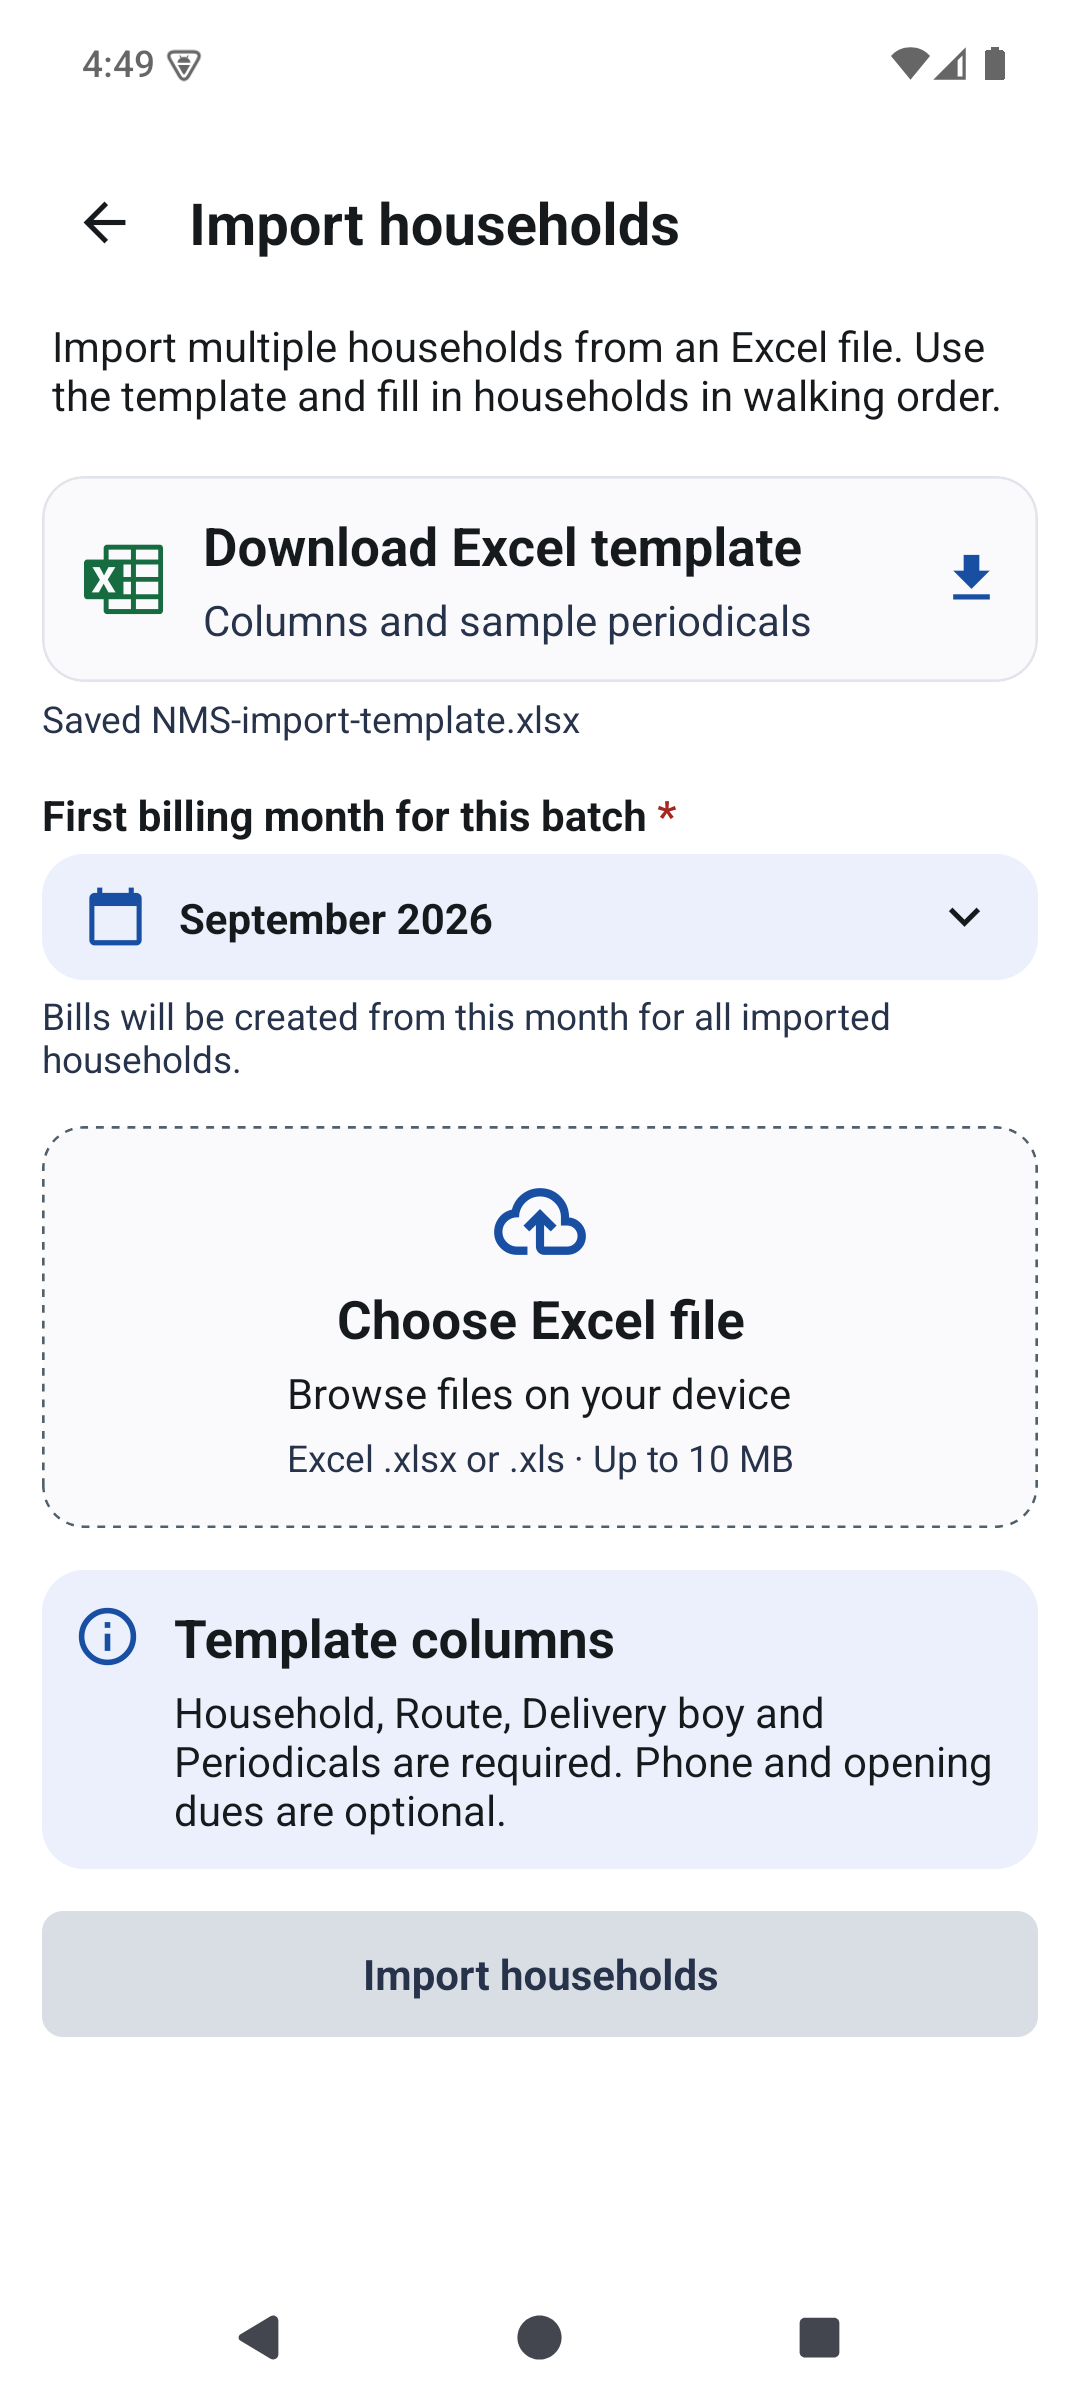 4:49
Import households
Import multiple households from an Excel file. Use
the template and fill in households in walking order.
X
Download Excel template
Columns and sample periodicals
Saved NMS-import-template.xlsx
First billing month for this batch *
September 2026
Bills will be created from this month for all imported
households.
Choose Excel file
Browse files on your device
Excel .xlsx or .xls · Up to 10 MB
Template columns
Household, Route, Delivery boy and
Periodicals are required. Phone and opening
dues are optional.
Import households